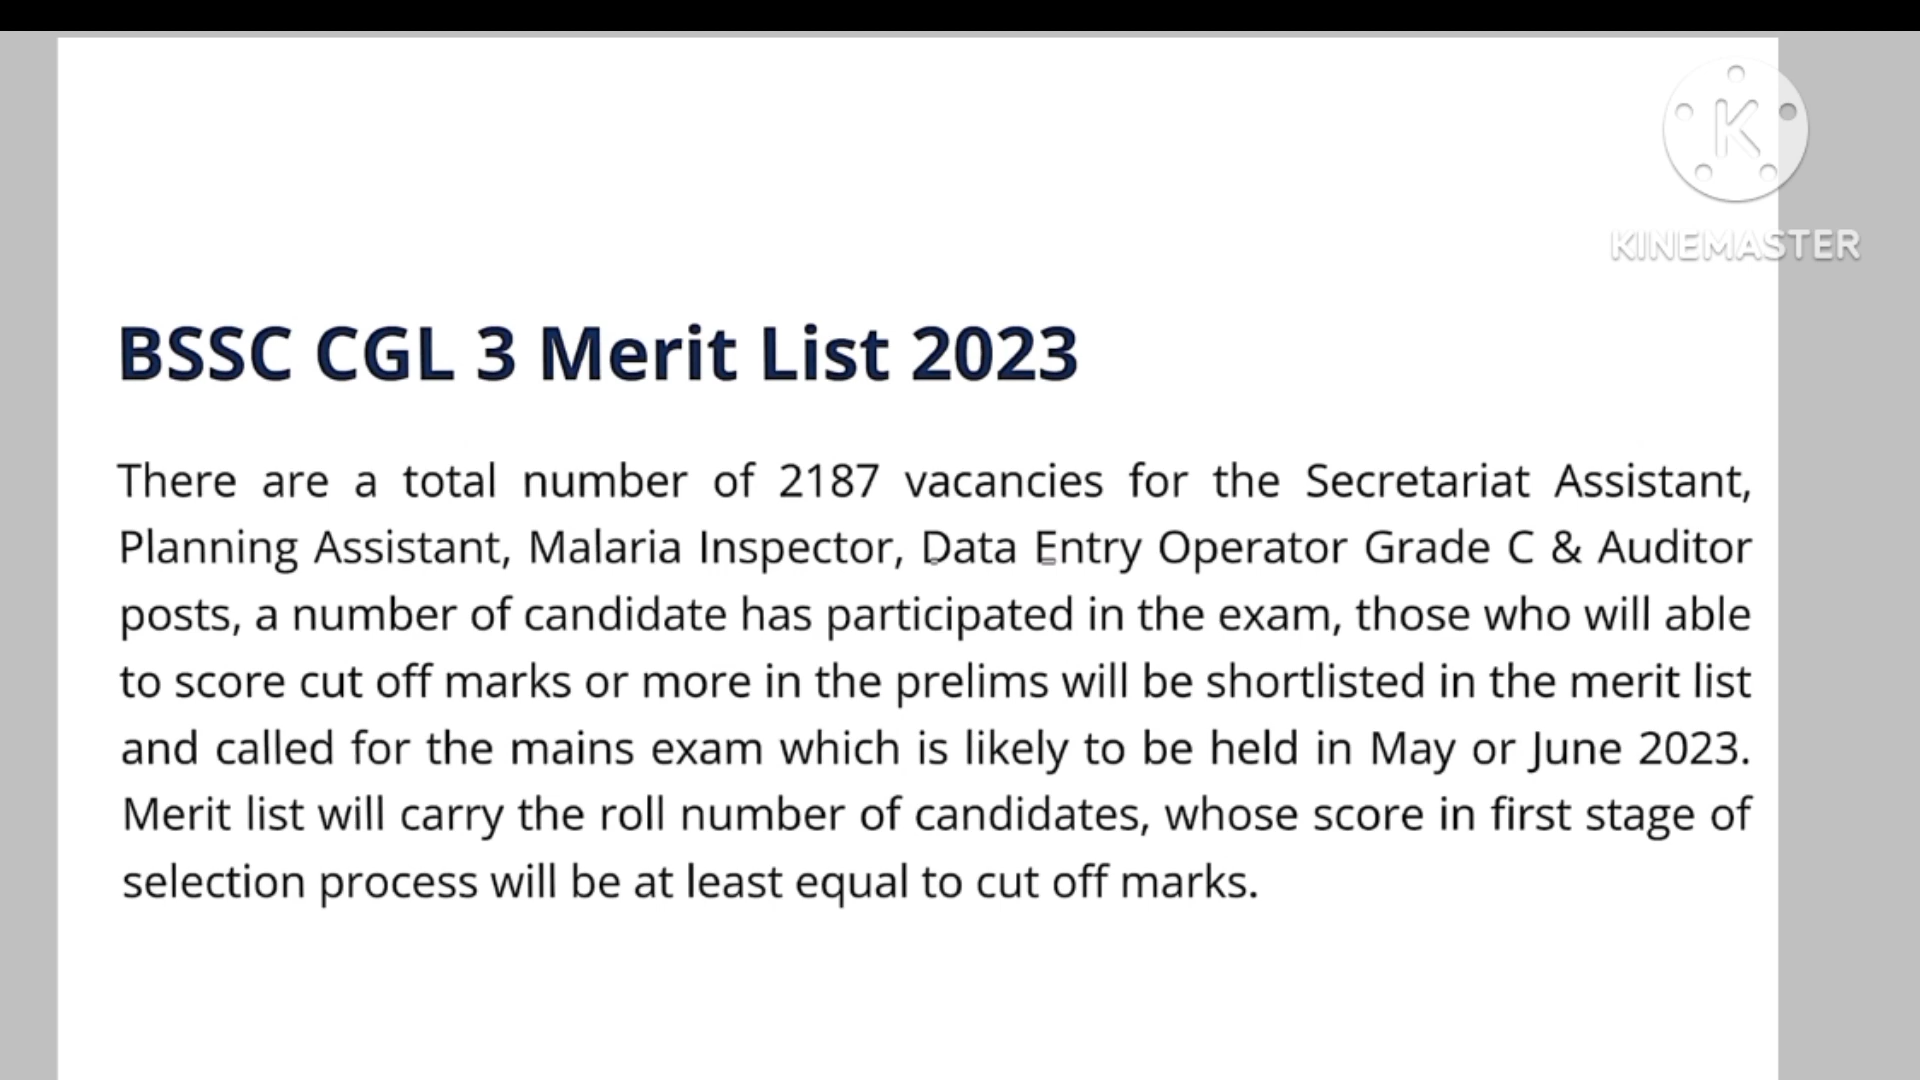 K
KINEMASTER
BSSC CGL 3 Merit List 2023
There are a total number of 2187 vacancies for the Secretariat Assistant,
Planning Assistant, Malaria Inspector, Data Entry Operator Grade C & Auditor
posts, a number of candidate has participated in the exam, those who will able
to score cut off marks or more in the prelims will be shortlisted in the merit list
and called for the mains exam which is likely to be held in May or June 2023.
Merit list will carry the roll number of candidates, whose score in first stage of
selection process will be at least equal to cut off marks.